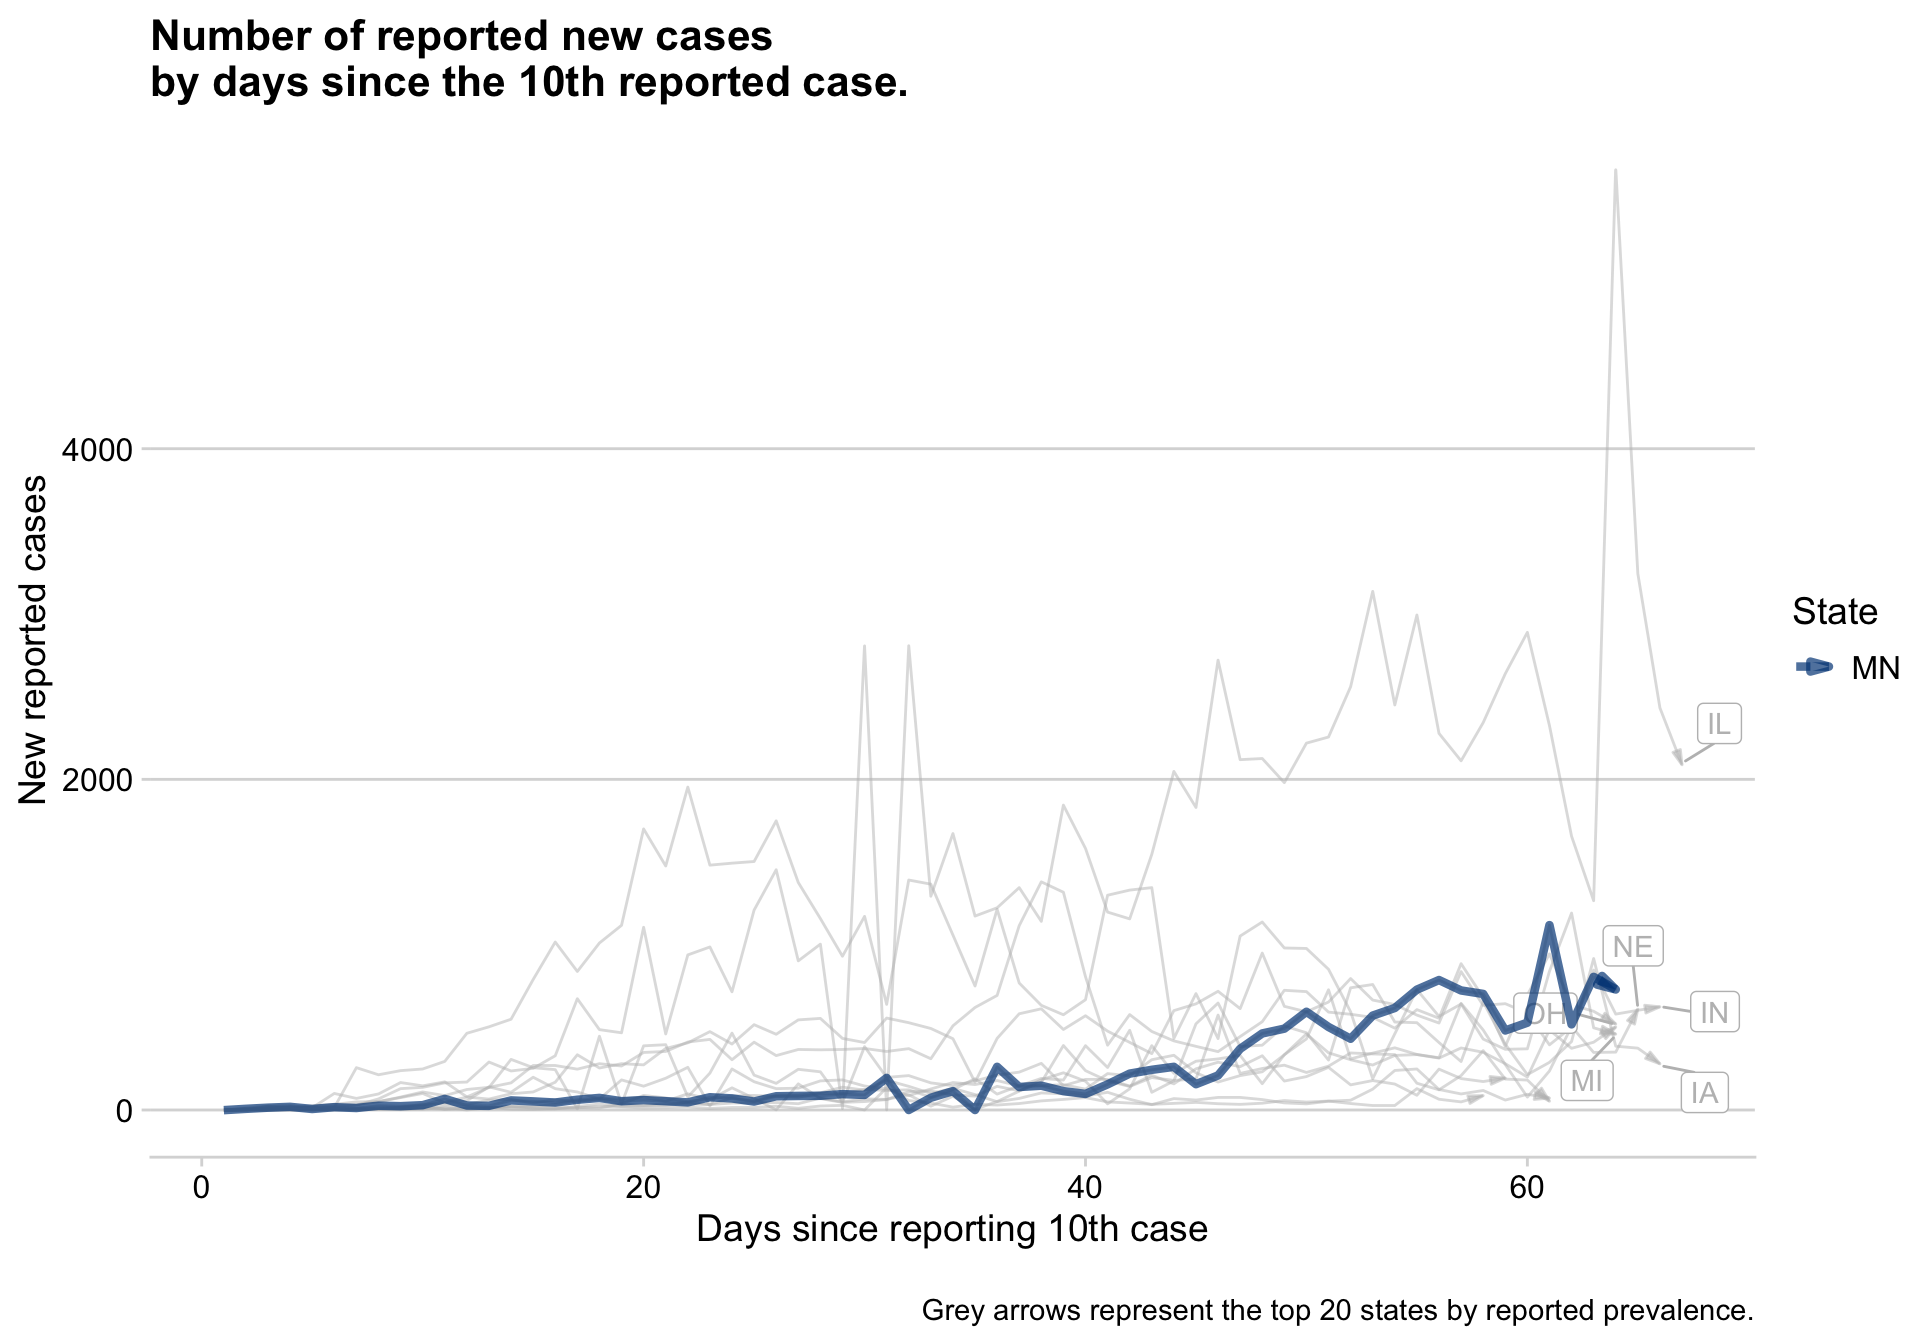 Number of reported new cases
by days since the 10th reported case.
New reported cases
4000
2000
0
0
20
40
60
Days since reporting 10th case
IL
NE
OH
IN
MI
IA
State
MN
Grey arrows represent the top 20 states by reported prevalence.